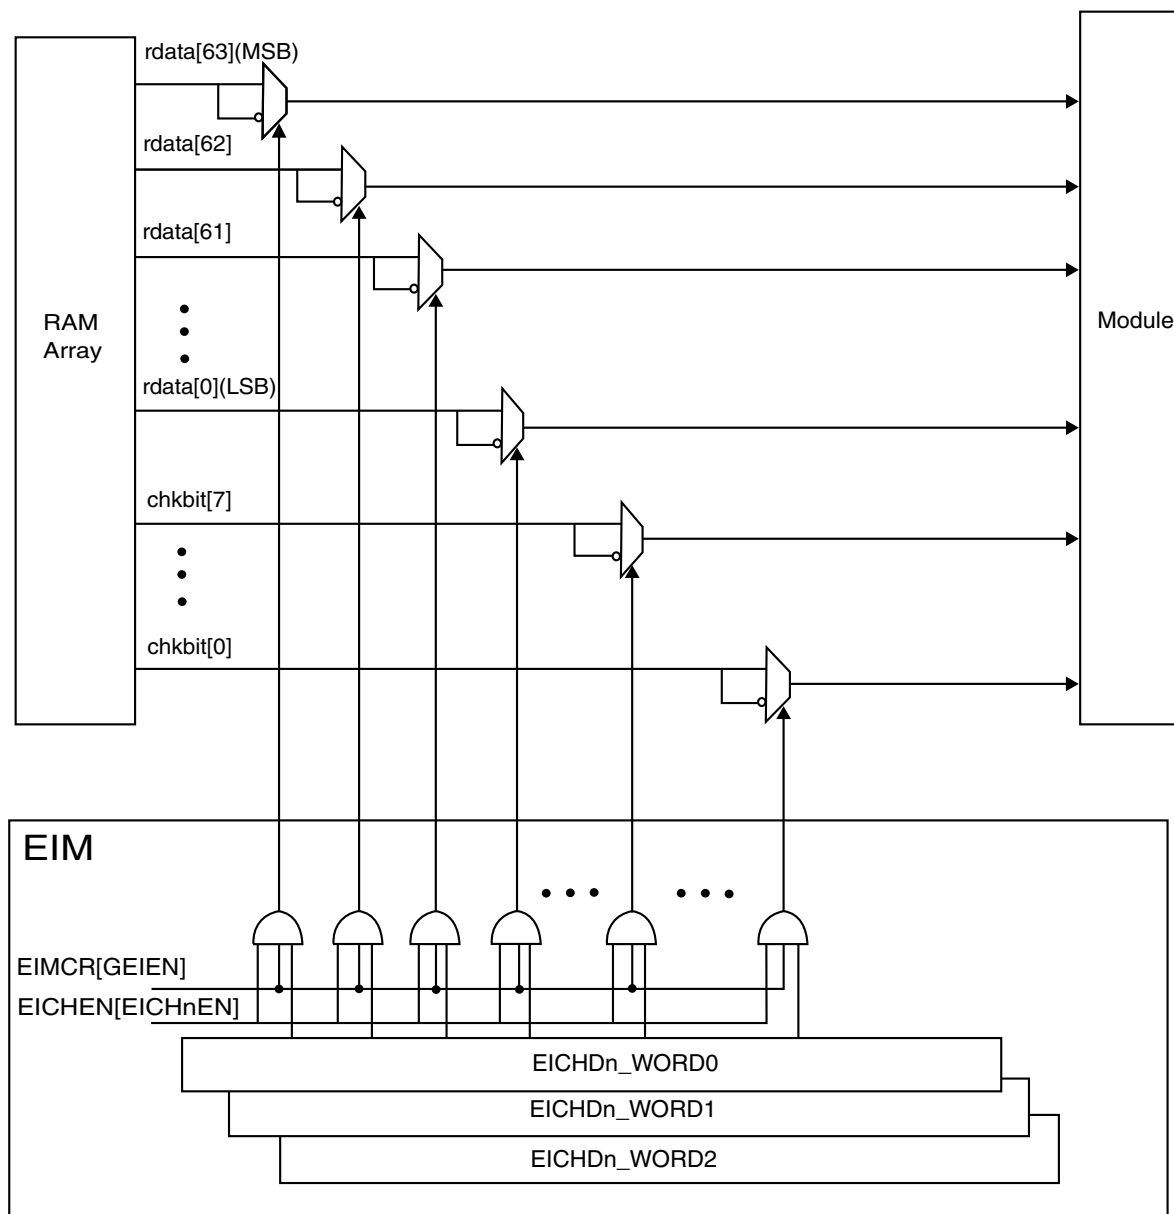 rdata[63](MSB)
rdata[62]
rdata[61]
RAM
Array
Module
rdata[0](LSB)
chkbit[7]
chkbit[0]
EIM
EIMCR[GEIEN]
EICHEN[EICHnEN]
EICHDn_WORD0
EICHDn_WORD1
EICHDn_WORD2